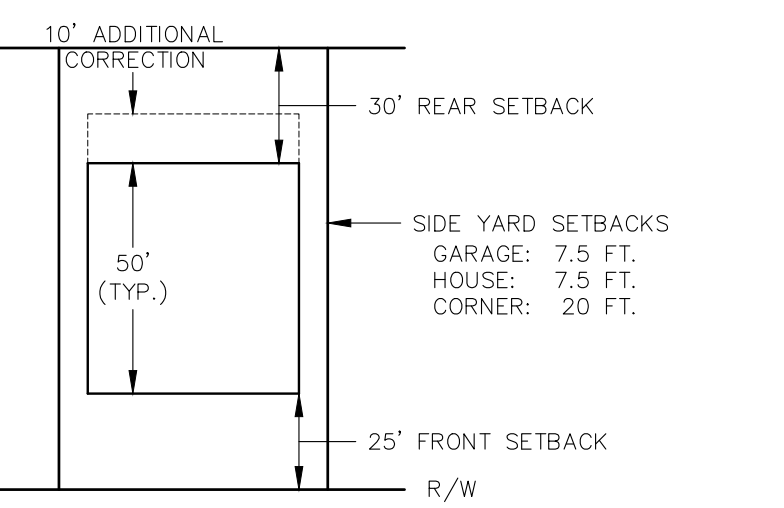 10' ADDITIONAL
CORRECTION
30' REAR SETBACK
SIDE YARD SETBACKS
GARAGE: 7.5 FT.
HOUSE: 7.5 FT.
CORNER: 20 FT.
50'
(TYP.)
25' FRONT SETBACK
R/W